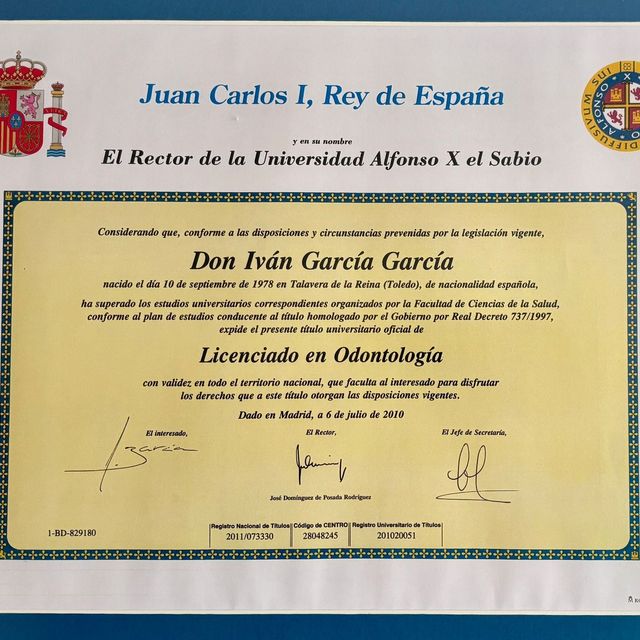 Juan Carlos I, Rey de España
y en su nombre
El Rector de la Universidad Alfonso X el Sabio
Considerando que, conforme a las disposiciones y circunstancias prevenidas por la legislación vigente,
Don Iván García García
nacido el día 10 de septiembre de 1978 en Talavera de la Reina (Toledo), de nacionalidad española,
ha superado los estudios universitarios correspondientes organizados por la Facultad de Ciencias de la Salud,
conforme al plan de estudios conducente al título homologado por el Gobierno por Real Decreto 737/1997,
expide el presente título universitario oficial de
Licenciado en Odontología
con validez en todo el territorio nacional, que faculta al interesado para disfrutar
los derechos que a este título otorgan las disposiciones vigentes.
Dado en Madrid, a 6 de julio de 2010
El interesado, El Rector, El Jefe de Secretaría,
José Domínguez de Posada Rodríguez
Registro Nacional de Títulos Código de CENTRO Registro Universitario de Títulos
1-BD-829180 2011/073330 28048245 201020051
DIFFUSIVUM SUI
ALFONSO X